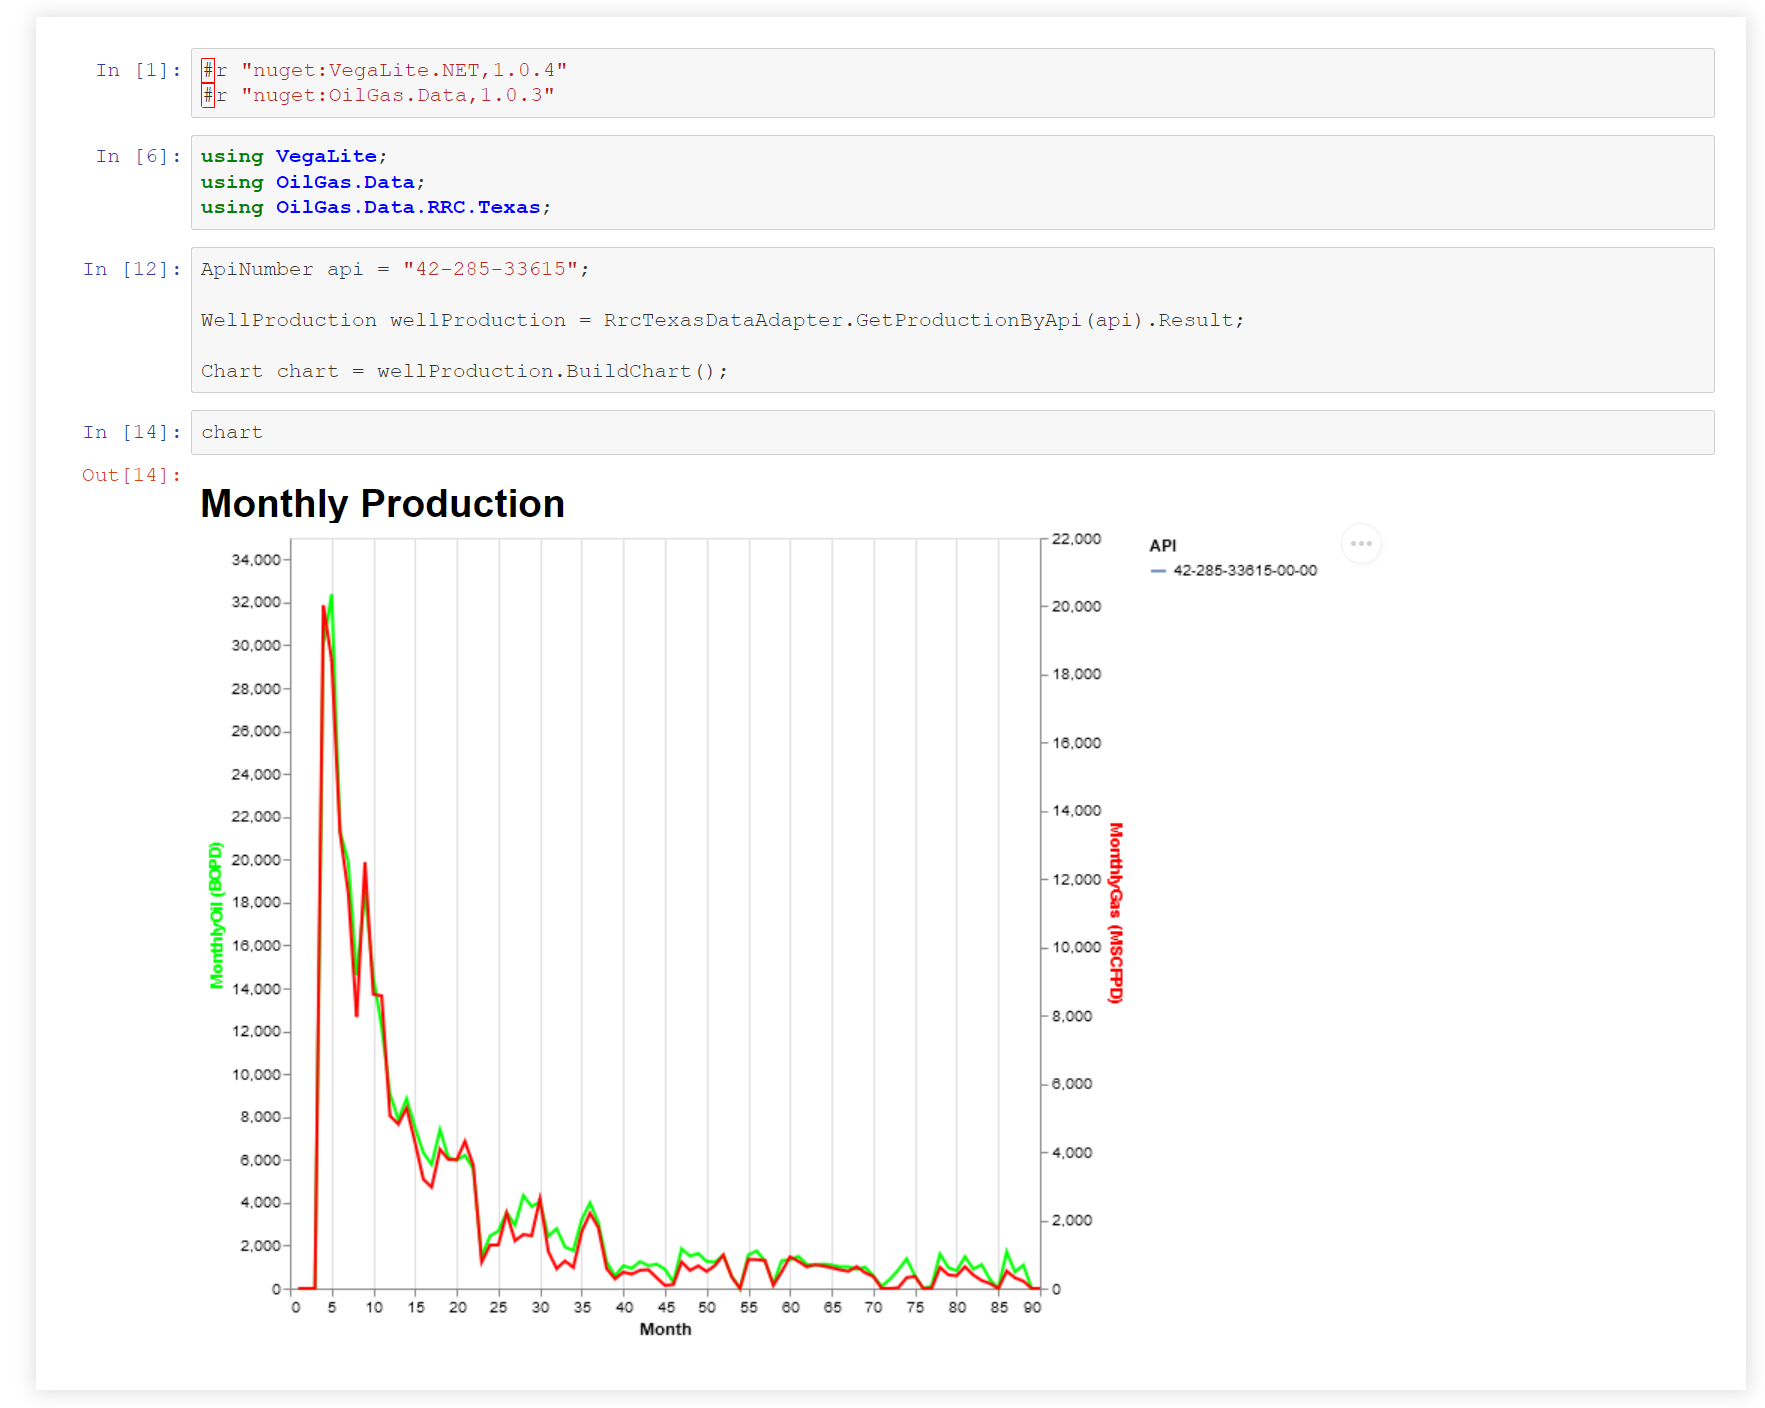 In [1]: #r "nuget:VegaLite.NET,1.0.4"
#r "nuget:OilGas.Data,1.0.3"
In [6]: using VegaLite;
using OilGas.Data;
using OilGas.Data.RRC.Texas;
In [12]: ApiNumber api = "42-285-33615";
WellProduction wellProduction = RrcTexasDataAdapter.GetProductionByApi(api).Result;
Chart chart = wellProduction.BuildChart();
In [14]: chart
Out[14]:
Monthly Production
34,000
32,000
30,000
28,000
26,000
24,000
22,000
20,000
18,000
16,000
14,000
12,000
10,000
8,000
6,000
4,000
2,000
0
MonthlyOil (BOPD)
22,000
20,000
18,000
16,000
14,000
12,000
10,000
8,000
6,000
4,000
2,000
0
MonthlyGas (MSCFPD)
0 5 10 15 20 25 30 35 40 45 50 55 60 65 70 75 80 85 90
Month
API
42-285-33615-00-00